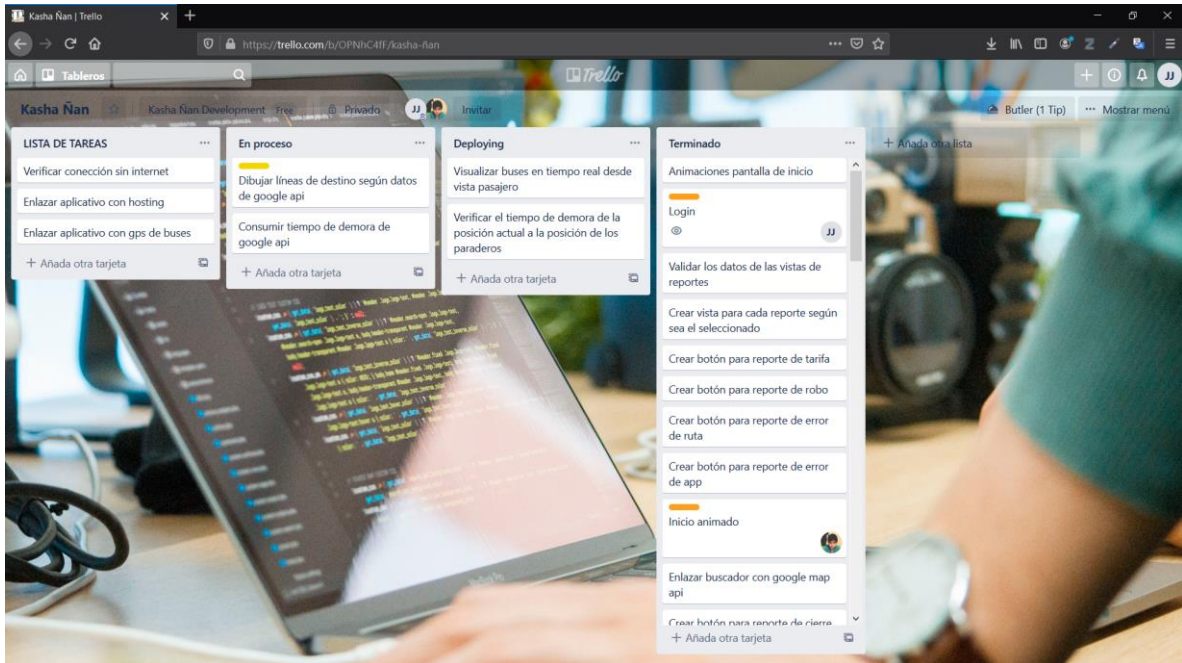 Kasha Ñan | Trello
https://trello.com/b/OPNhC4fF/kasha-ñan
Tableros
Trello
JJ
Kasha Ñan
Kasha Ñan Development Free
Privado
JJ
Invitar
Butler (1 Tip)
Mostrar menú
LISTA DE TAREAS
Verificar conección sin internet
Enlazar aplicativo con hosting
Enlazar aplicativo con gps de buses
+ Añada otra tarjeta
En proceso
Dibujar líneas de destino según datos
de google api
Consumir tiempo de demora de
google api
+ Añada otra tarjeta
Deploying
Visualizar buses en tiempo real desde
vista pasajero
Verificar el tiempo de demora de la
posición actual a la posición de los
paraderos
+ Añada otra tarjeta
Terminado
Animaciones pantalla de inicio
Login
JJ
Validar los datos de las vistas de
reportes
Crear vista para cada reporte según
sea el seleccionado
Crear botón para reporte de tarifa
Crear botón para reporte de robo
Crear botón para reporte de error
de ruta
Crear botón para reporte de error
de app
Inicio animado
Enlazar buscador con google map
api
Crear botón para reporte de cierre
+ Añada otra tarjeta
+ Añada otra lista